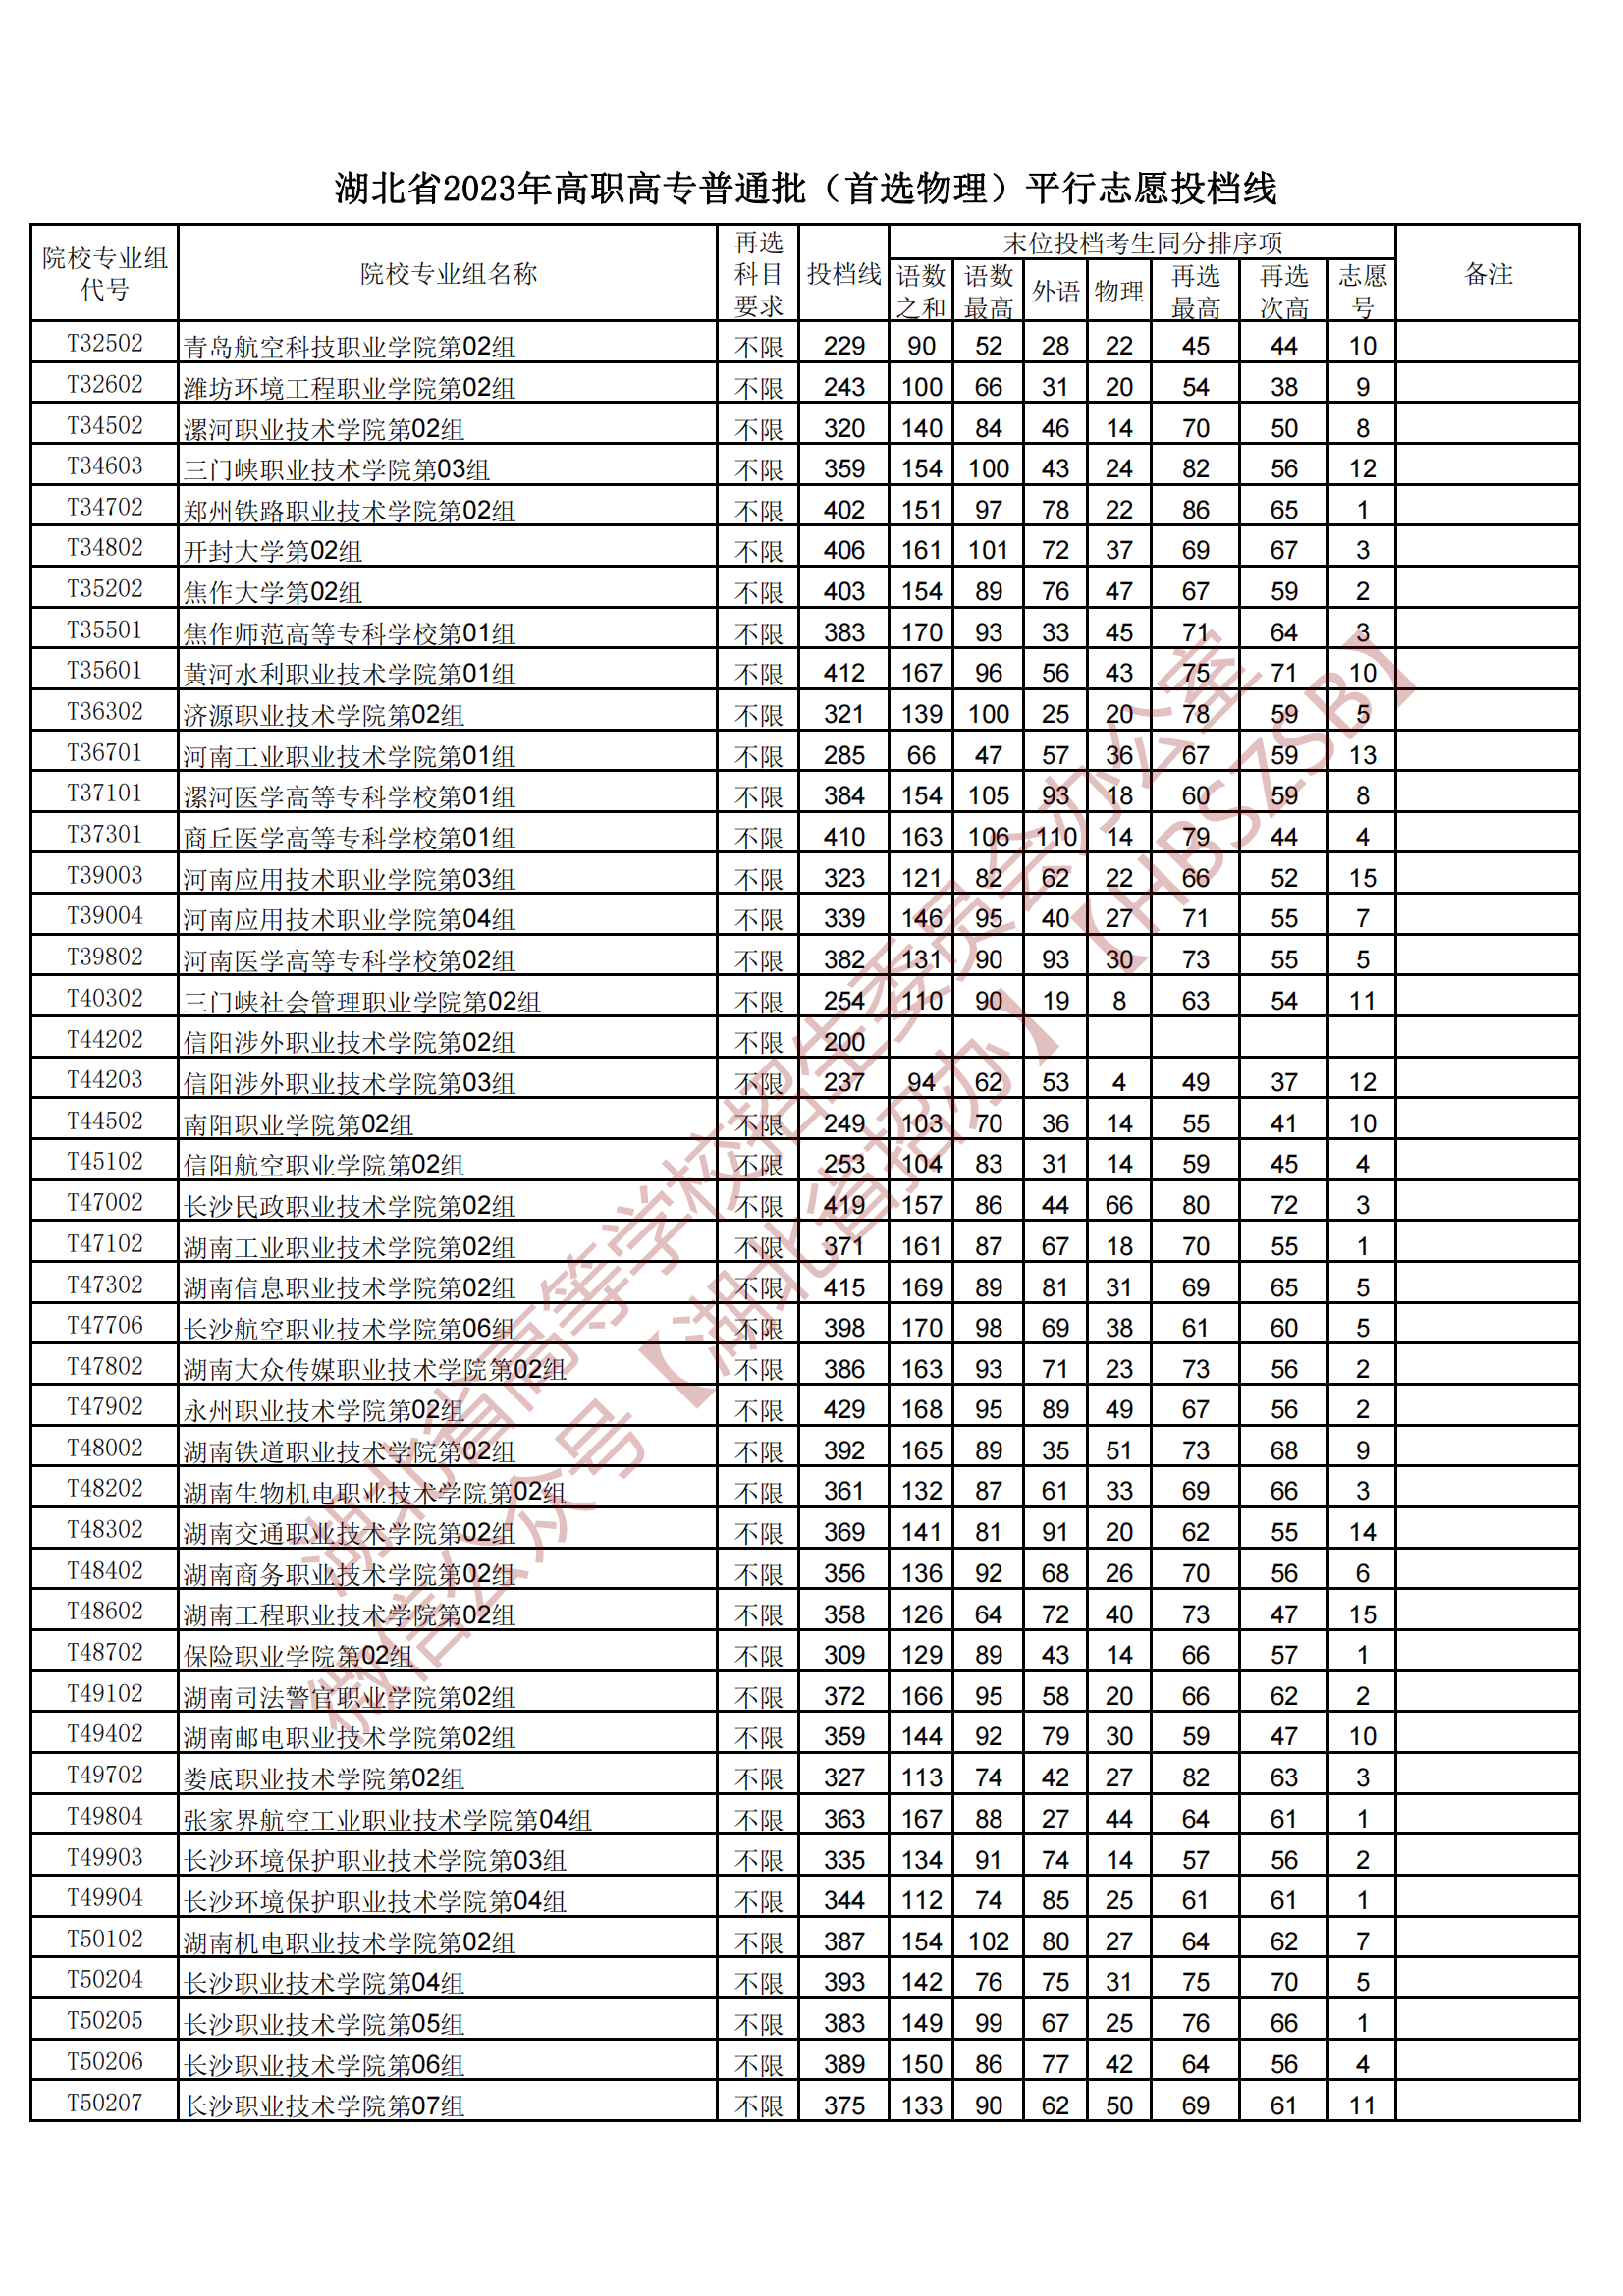 湖北省2023年高职高专普通批（首选物理）平行志愿投档线
院校专业组代号 院校专业组名称 再选科目要求 投档线 末位投档考生同分排序项 备注
语数之和 语数最高 外语 物理 再选最高 再选次高 志愿号
T32502 青岛航空科技职业学院第02组 不限 229 90 52 28 22 45 44 10
T32602 潍坊环境工程职业学院第02组 不限 243 100 66 31 20 54 38 9
T34502 漯河职业技术学院第02组 不限 320 140 84 46 14 70 50 8
T34603 三门峡职业技术学院第03组 不限 359 154 100 43 24 82 56 12
T34702 郑州铁路职业技术学院第02组 不限 402 151 97 78 22 86 65 1
T34802 开封大学第02组 不限 406 161 101 72 37 69 67 3
T35202 焦作大学第02组 不限 403 154 89 76 47 67 59 2
T35501 焦作师范高等专科学校第01组 不限 383 170 93 33 45 71 64 3
T35601 黄河水利职业技术学院第01组 不限 412 167 96 56 43 75 71 10
T36302 济源职业技术学院第02组 不限 321 139 100 25 20 78 59 5
T36701 河南工业职业技术学院第01组 不限 285 66 47 57 36 67 59 13
T37101 漯河医学高等专科学校第01组 不限 384 154 105 93 18 60 59 8
T37301 商丘医学高等专科学校第01组 不限 410 163 106 110 14 79 44 4
T39003 河南应用技术职业学院第03组 不限 323 121 82 62 22 66 52 15
T39004 河南应用技术职业学院第04组 不限 339 146 95 40 27 71 55 7
T39802 河南医学高等专科学校第02组 不限 382 131 90 93 30 73 55 5
T40302 三门峡社会管理职业学院第02组 不限 254 110 90 19 8 63 54 11
T44202 信阳涉外职业技术学院第02组 不限 200
T44203 信阳涉外职业技术学院第03组 不限 237 94 62 53 4 49 37 12
T44502 南阳职业学院第02组 不限 249 103 70 36 14 55 41 10
T45102 信阳航空职业学院第02组 不限 253 104 83 31 14 59 45 4
T47002 长沙民政职业技术学院第02组 不限 419 157 86 44 66 80 72 3
T47102 湖南工业职业技术学院第02组 不限 371 161 87 67 18 70 55 1
T47302 湖南信息职业技术学院第02组 不限 415 169 89 81 31 69 65 5
T47706 长沙航空职业技术学院第06组 不限 398 170 98 69 38 61 60 5
T47802 湖南大众传媒职业技术学院第02组 不限 386 163 93 71 23 73 56 2
T47902 永州职业技术学院第02组 不限 429 168 95 89 49 67 56 2
T48002 湖南铁道职业技术学院第02组 不限 392 165 89 35 51 73 68 9
T48202 湖南生物机电职业技术学院第02组 不限 361 132 87 61 33 69 66 3
T48302 湖南交通职业技术学院第02组 不限 369 141 81 91 20 62 55 14
T48402 湖南商务职业技术学院第02组 不限 356 136 92 68 26 70 56 6
T48602 湖南工程职业技术学院第02组 不限 358 126 64 72 40 73 47 15
T48702 保险职业学院第02组 不限 309 129 89 43 14 66 57 1
T49102 湖南司法警官职业学院第02组 不限 372 166 95 58 20 66 62 2
T49402 湖南邮电职业技术学院第02组 不限 359 144 92 79 30 59 47 10
T49702 娄底职业技术学院第02组 不限 327 113 74 42 27 82 63 3
T49804 张家界航空工业职业技术学院第04组 不限 363 167 88 27 44 64 61 1
T49903 长沙环境保护职业技术学院第03组 不限 335 134 91 74 14 57 56 2
T49904 长沙环境保护职业技术学院第04组 不限 344 112 74 85 25 61 61 1
T50102 湖南机电职业技术学院第02组 不限 387 154 102 80 27 64 62 7
T50204 长沙职业技术学院第04组 不限 393 142 76 75 31 75 70 5
T50205 长沙职业技术学院第05组 不限 383 149 99 67 25 76 66 1
T50206 长沙职业技术学院第06组 不限 389 150 86 77 42 64 56 4
T50207 长沙职业技术学院第07组 不限 375 133 90 62 50 69 61 11
湖北省高等学校招生委员会办公室
微信公众号【湖北省招办】【HBSZSB】